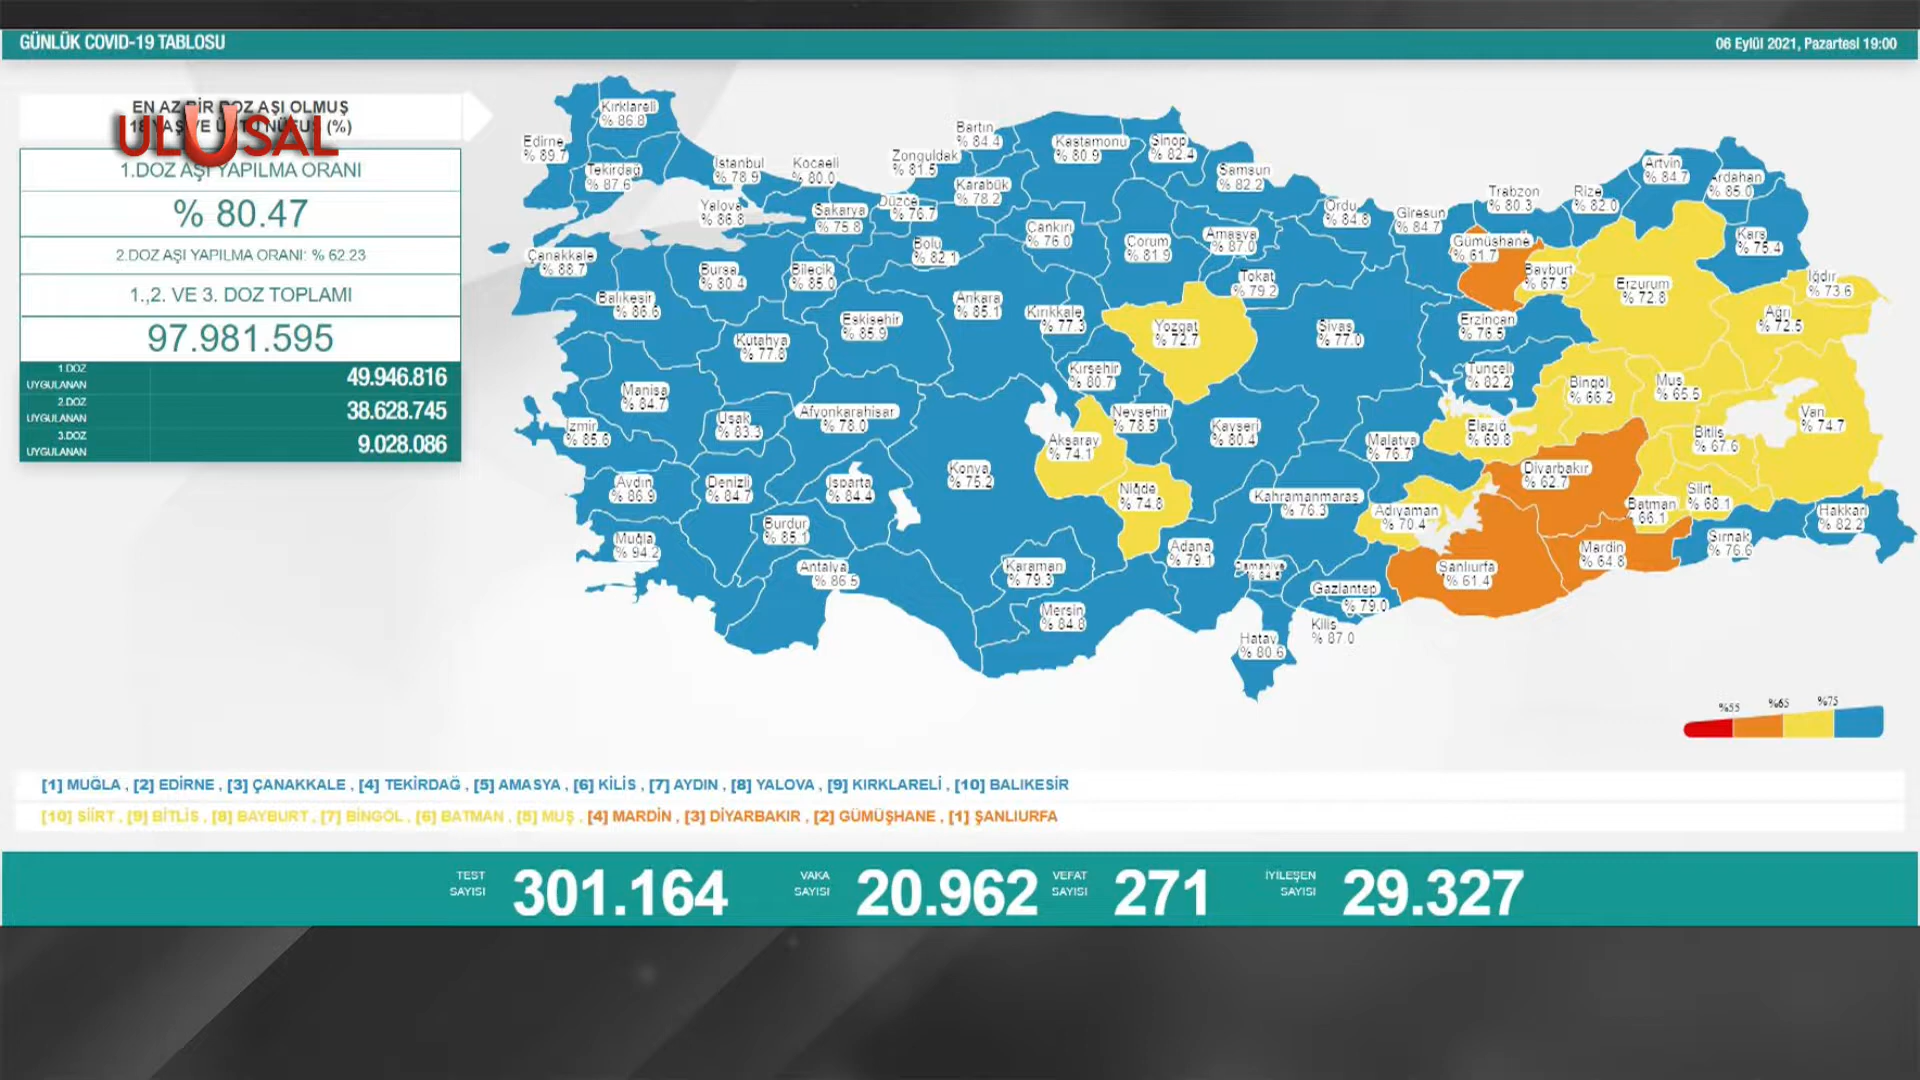 GÜNLÜK COVID-19 TABLOSU
06 Eylül 2021, Pazartesi 19:00
EN AZ BİR DOZ AŞI OLMUŞ
18 YAŞ VE ÜSTÜ NÜFUS (%)
ULUSAL
1.DOZ AŞI YAPILMA ORANI
% 80.47
2.DOZ AŞI YAPILMA ORANI: % 62.23
1.,2. VE 3. DOZ TOPLAMI
97.981.595
1.DOZ
UYGULANAN
49.946.816
2.DOZ
UYGULANAN
38.628.745
3.DOZ
UYGULANAN
9.028.086
Kırklareli
% 86.8
Edirne
% 89.7
Tekirdağ
% 87.6
İstanbul
% 78.9
Kocaeli
% 80.0
Yalova
% 86.8
Sakarya
% 75.8
Düzce
% 76.7
Zonguldak
% 81.5
Bartın
% 84.4
Karabük
% 78.2
Kastamonu
% 80.9
Sinop
% 82.4
Samsun
% 82.2
Ordu
% 84.8
Giresun
% 84.7
Trabzon
% 80.3
Rize
% 82.0
Artvin
% 84.7
Ardahan
% 85.0
Kars
% 75.4
Iğdır
% 73.6
Çanakkale
% 88.7
Balıkesir
% 86.6
Bursa
% 80.4
Bilecik
% 85.0
Bolu
% 82.1
Çankırı
% 76.0
Çorum
% 81.9
Amasya
% 87.0
Tokat
% 79.2
Gümüşhane
% 61.7
Bayburt
% 67.5
Erzurum
% 72.8
Ağrı
% 72.5
Kütahya
% 77.8
Eskişehir
% 85.9
Ankara
% 85.1
Kırıkkale
% 77.3
Yozgat
% 72.7
Sivas
% 77.0
Erzincan
% 76.5
Tunceli
% 82.2
Bingöl
% 66.2
Muş
% 65.5
Van
% 74.7
Bitlis
% 67.6
Manisa
% 84.7
İzmir
% 85.6
Uşak
% 83.3
Afyonkarahisar
% 78.0
Kırşehir
% 80.7
Nevşehir
% 78.5
Aksaray
% 74.1
Kayseri
% 80.4
Malatya
% 76.7
Elazığ
% 69.8
Diyarbakır
% 62.7
Batman
66.1
Siirt
% 68.1
Hakkari
% 82.2
Şırnak
% 76.6
Mardin
% 64.8
Şanlıurfa
% 61.4
Adıyaman
% 70.4
Kahramanmaraş
% 76.3
Niğde
% 74.8
Konya
% 75.2
Isparta
% 84.4
Denizli
% 84.7
Aydın
% 86.9
Muğla
% 94.2
Burdur
% 85.1
Antalya
% 86.5
Karaman
% 79.3
Mersin
% 84.8
Adana
% 79.1
Osmaniye
Gaziantep
% 79.0
Kilis
% 87.0
Hatay
% 80.6
%55 %65 %75
[1] MUĞLA , [2] EDİRNE , [3] ÇANAKKALE , [4] TEKİRDAĞ , [5] AMASYA , [6] KİLİS , [7] AYDIN , [8] YALOVA , [9] KIRKLARELİ , [10] BALIKESİR
[10] SİİRT , [9] BİTLİS , [8] BAYBURT , [7] BİNGÖL , [6] BATMAN , [5] MUŞ , [4] MARDİN , [3] DİYARBAKIR , [2] GÜMÜŞHANE , [1] ŞANLIURFA
TEST
SAYISI
301.164
VAKA
SAYISI
20.962
VEFAT
SAYISI
271
İYİLEŞEN
SAYISI
29.327